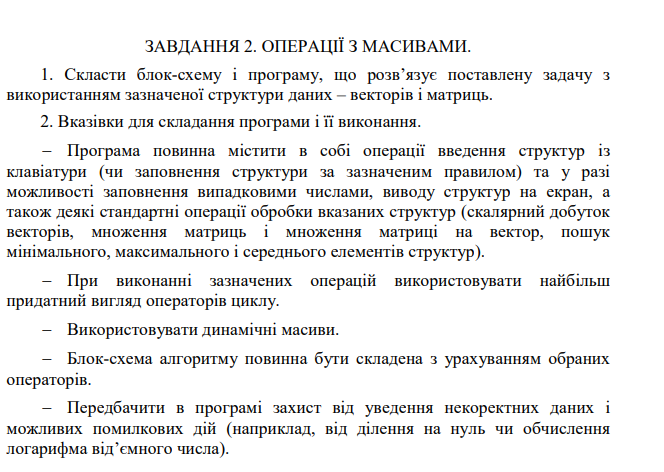 ЗАВДАННЯ 2. ОПЕРАЦІЇ З МАСИВАМИ.
1. Скласти блок-схему і програму, що розв’язує поставлену задачу з
використанням зазначеної структури даних – векторів і матриць.
2. Вказівки для складання програми і її виконання.
– Програма повинна містити в собі операції введення структур із
клавіатури (чи заповнення структури за зазначеним правилом) та у разі
можливості заповнення випадковими числами, виводу структур на екран, а
також деякі стандартні операції обробки вказаних структур (скалярний добуток
векторів, множення матриць і множення матриці на вектор, пошук
мінімального, максимального і середнього елементів структур).
– При виконанні зазначених операцій використовувати найбільш
придатний вигляд операторів циклу.
– Використовувати динамічні масиви.
– Блок-схема алгоритму повинна бути складена з урахуванням обраних
операторів.
– Передбачити в програмі захист від уведення некоректних даних і
можливих помилкових дій (наприклад, від ділення на нуль чи обчислення
логарифма від’ємного числа).